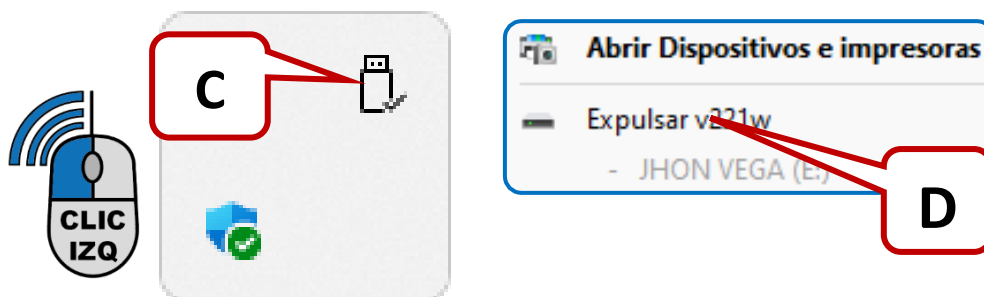 C
CLIC
IZQ
Abrir Dispositivos e impresoras
Expulsar v221w
- JHON VEGA (E:)
D